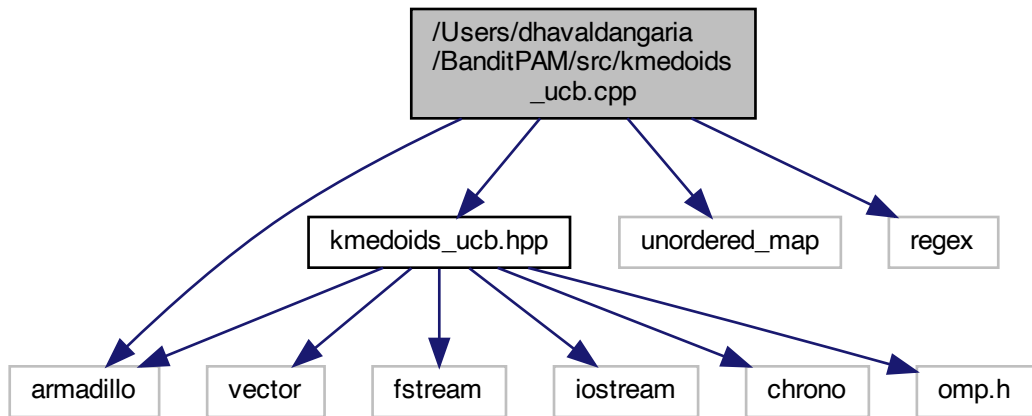 /Users/dhavaldangaria
/BanditPAM/src/kmedoids
_ucb.cpp
kmedoids_ucb.hpp
unordered_map
regex
armadillo
vector
fstream
iostream
chrono
omp.h